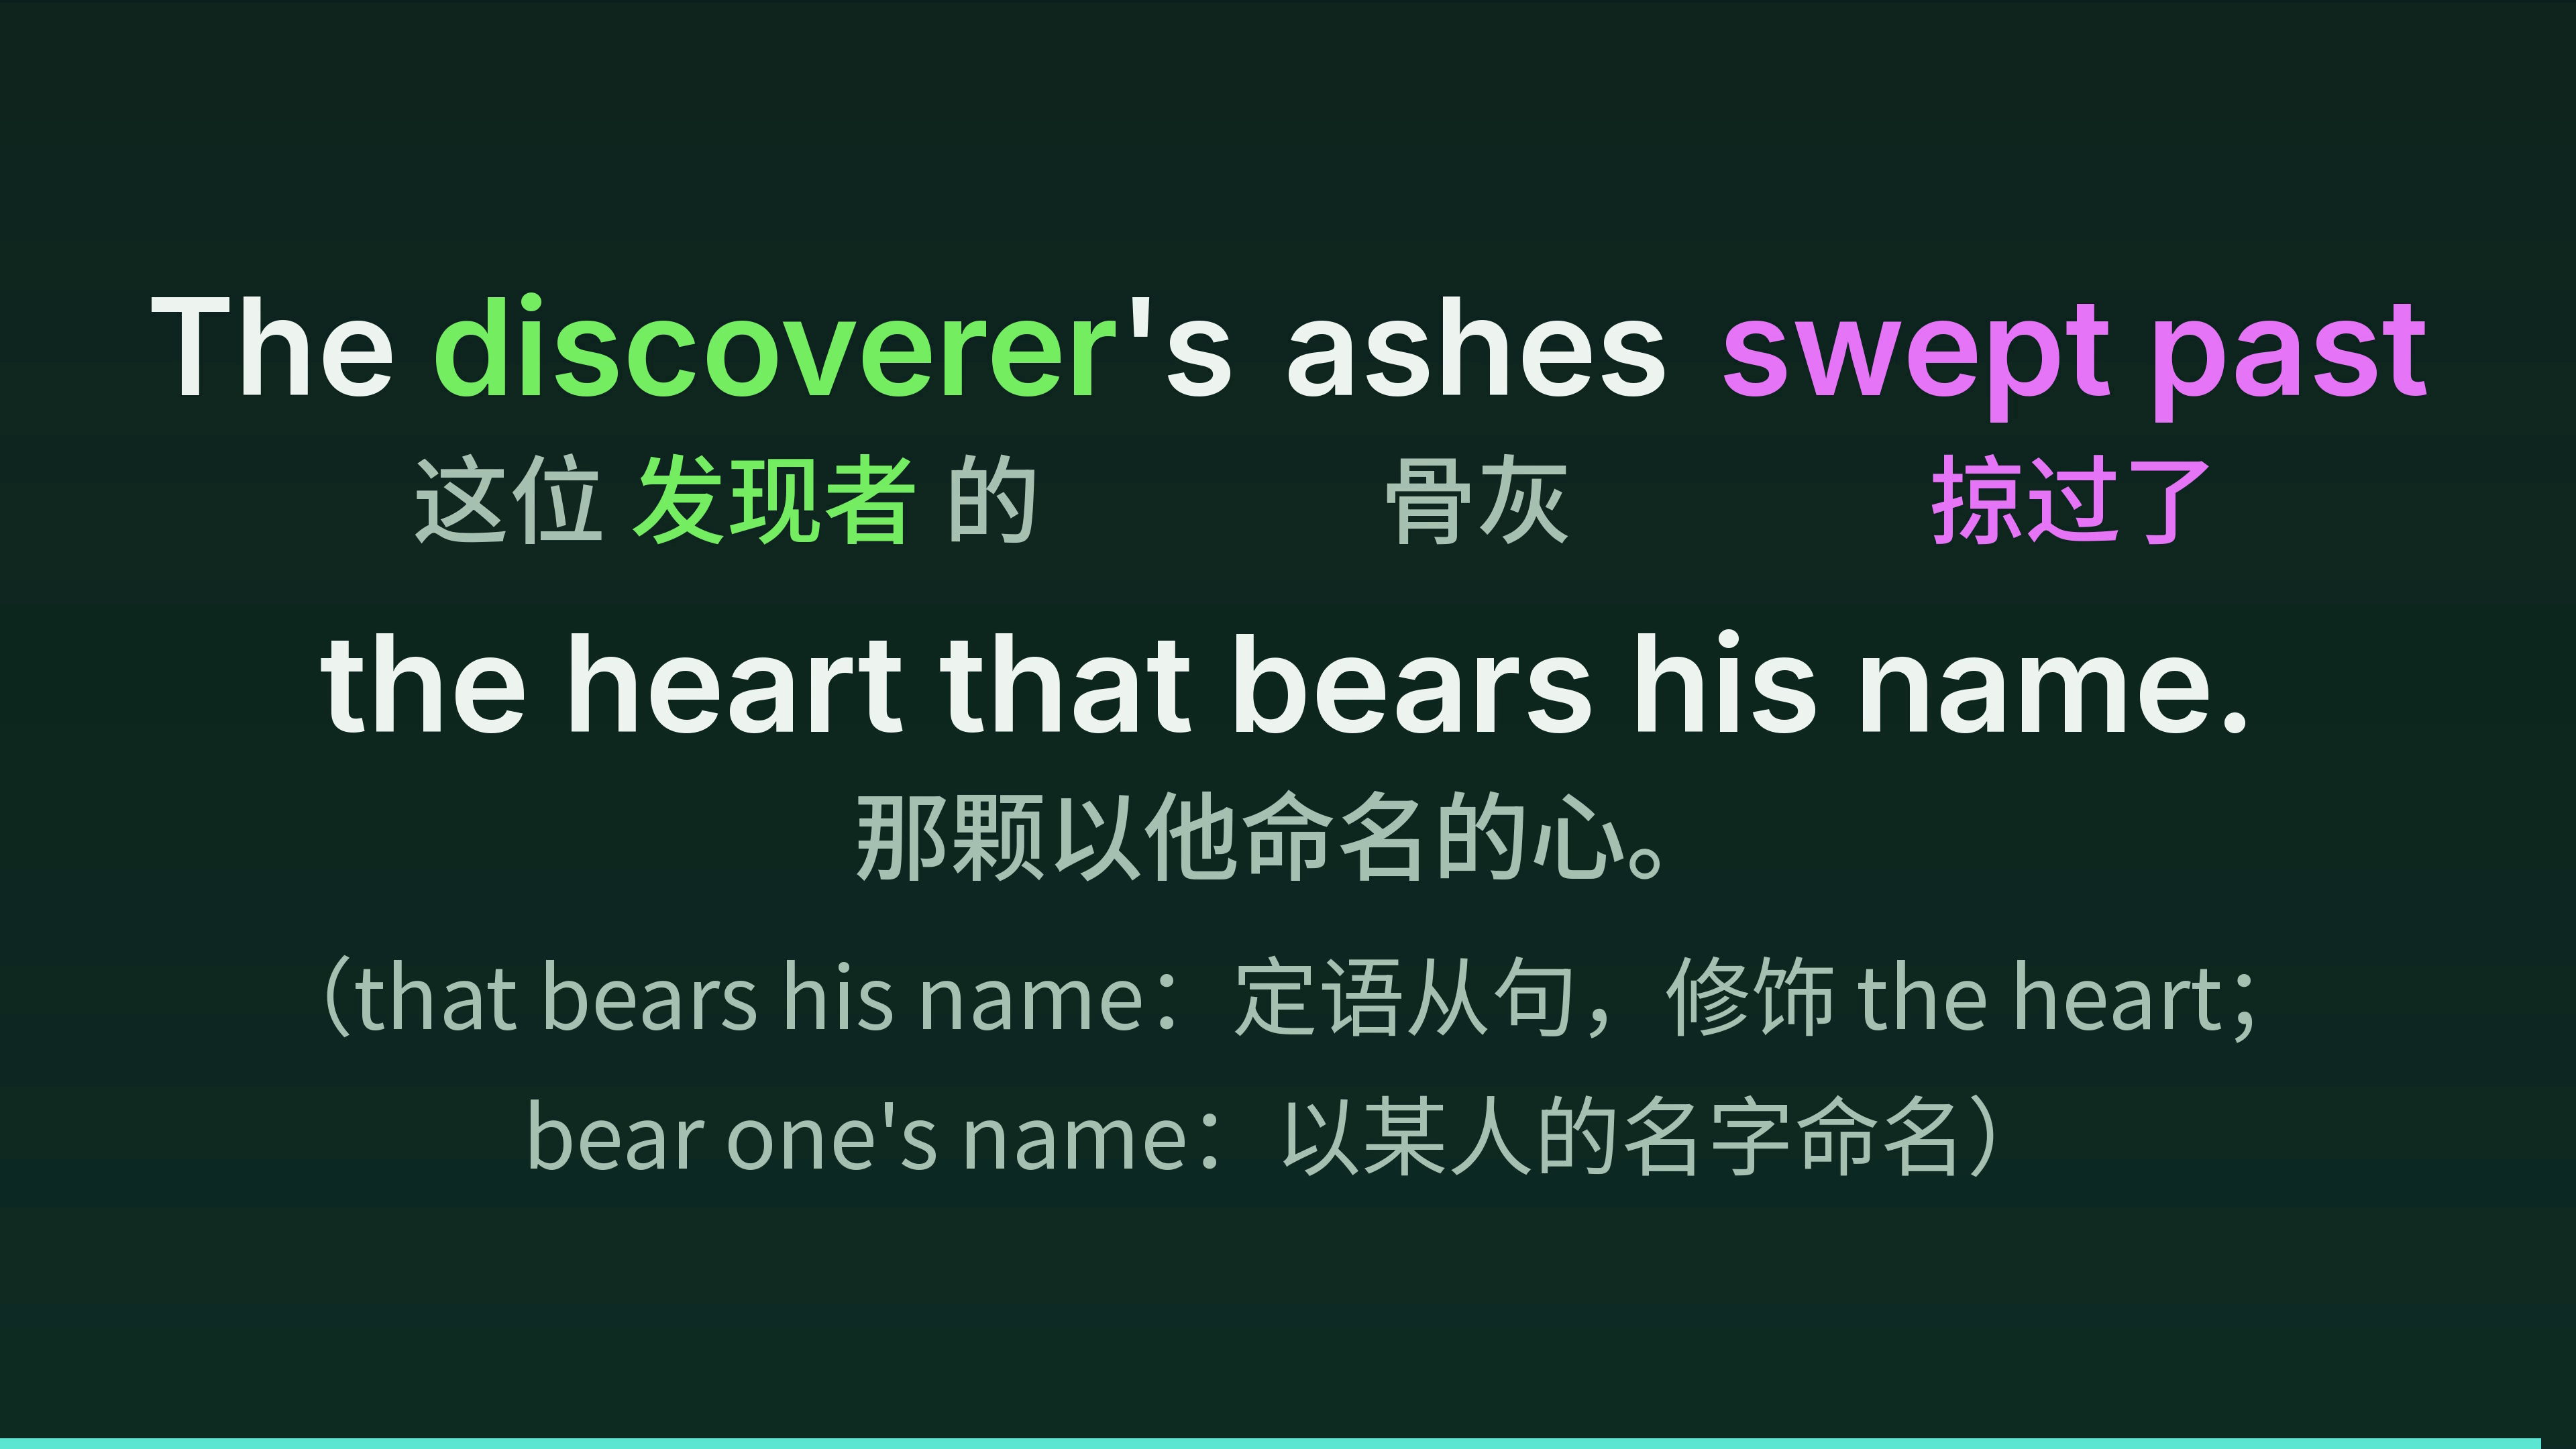 The discoverer's ashes swept past
这位 发现者 的 骨灰 掠过了
the heart that bears his name.
那颗以他命名的心。
（that bears his name：定语从句，修饰 the heart；
bear one's name：以某人的名字命名）